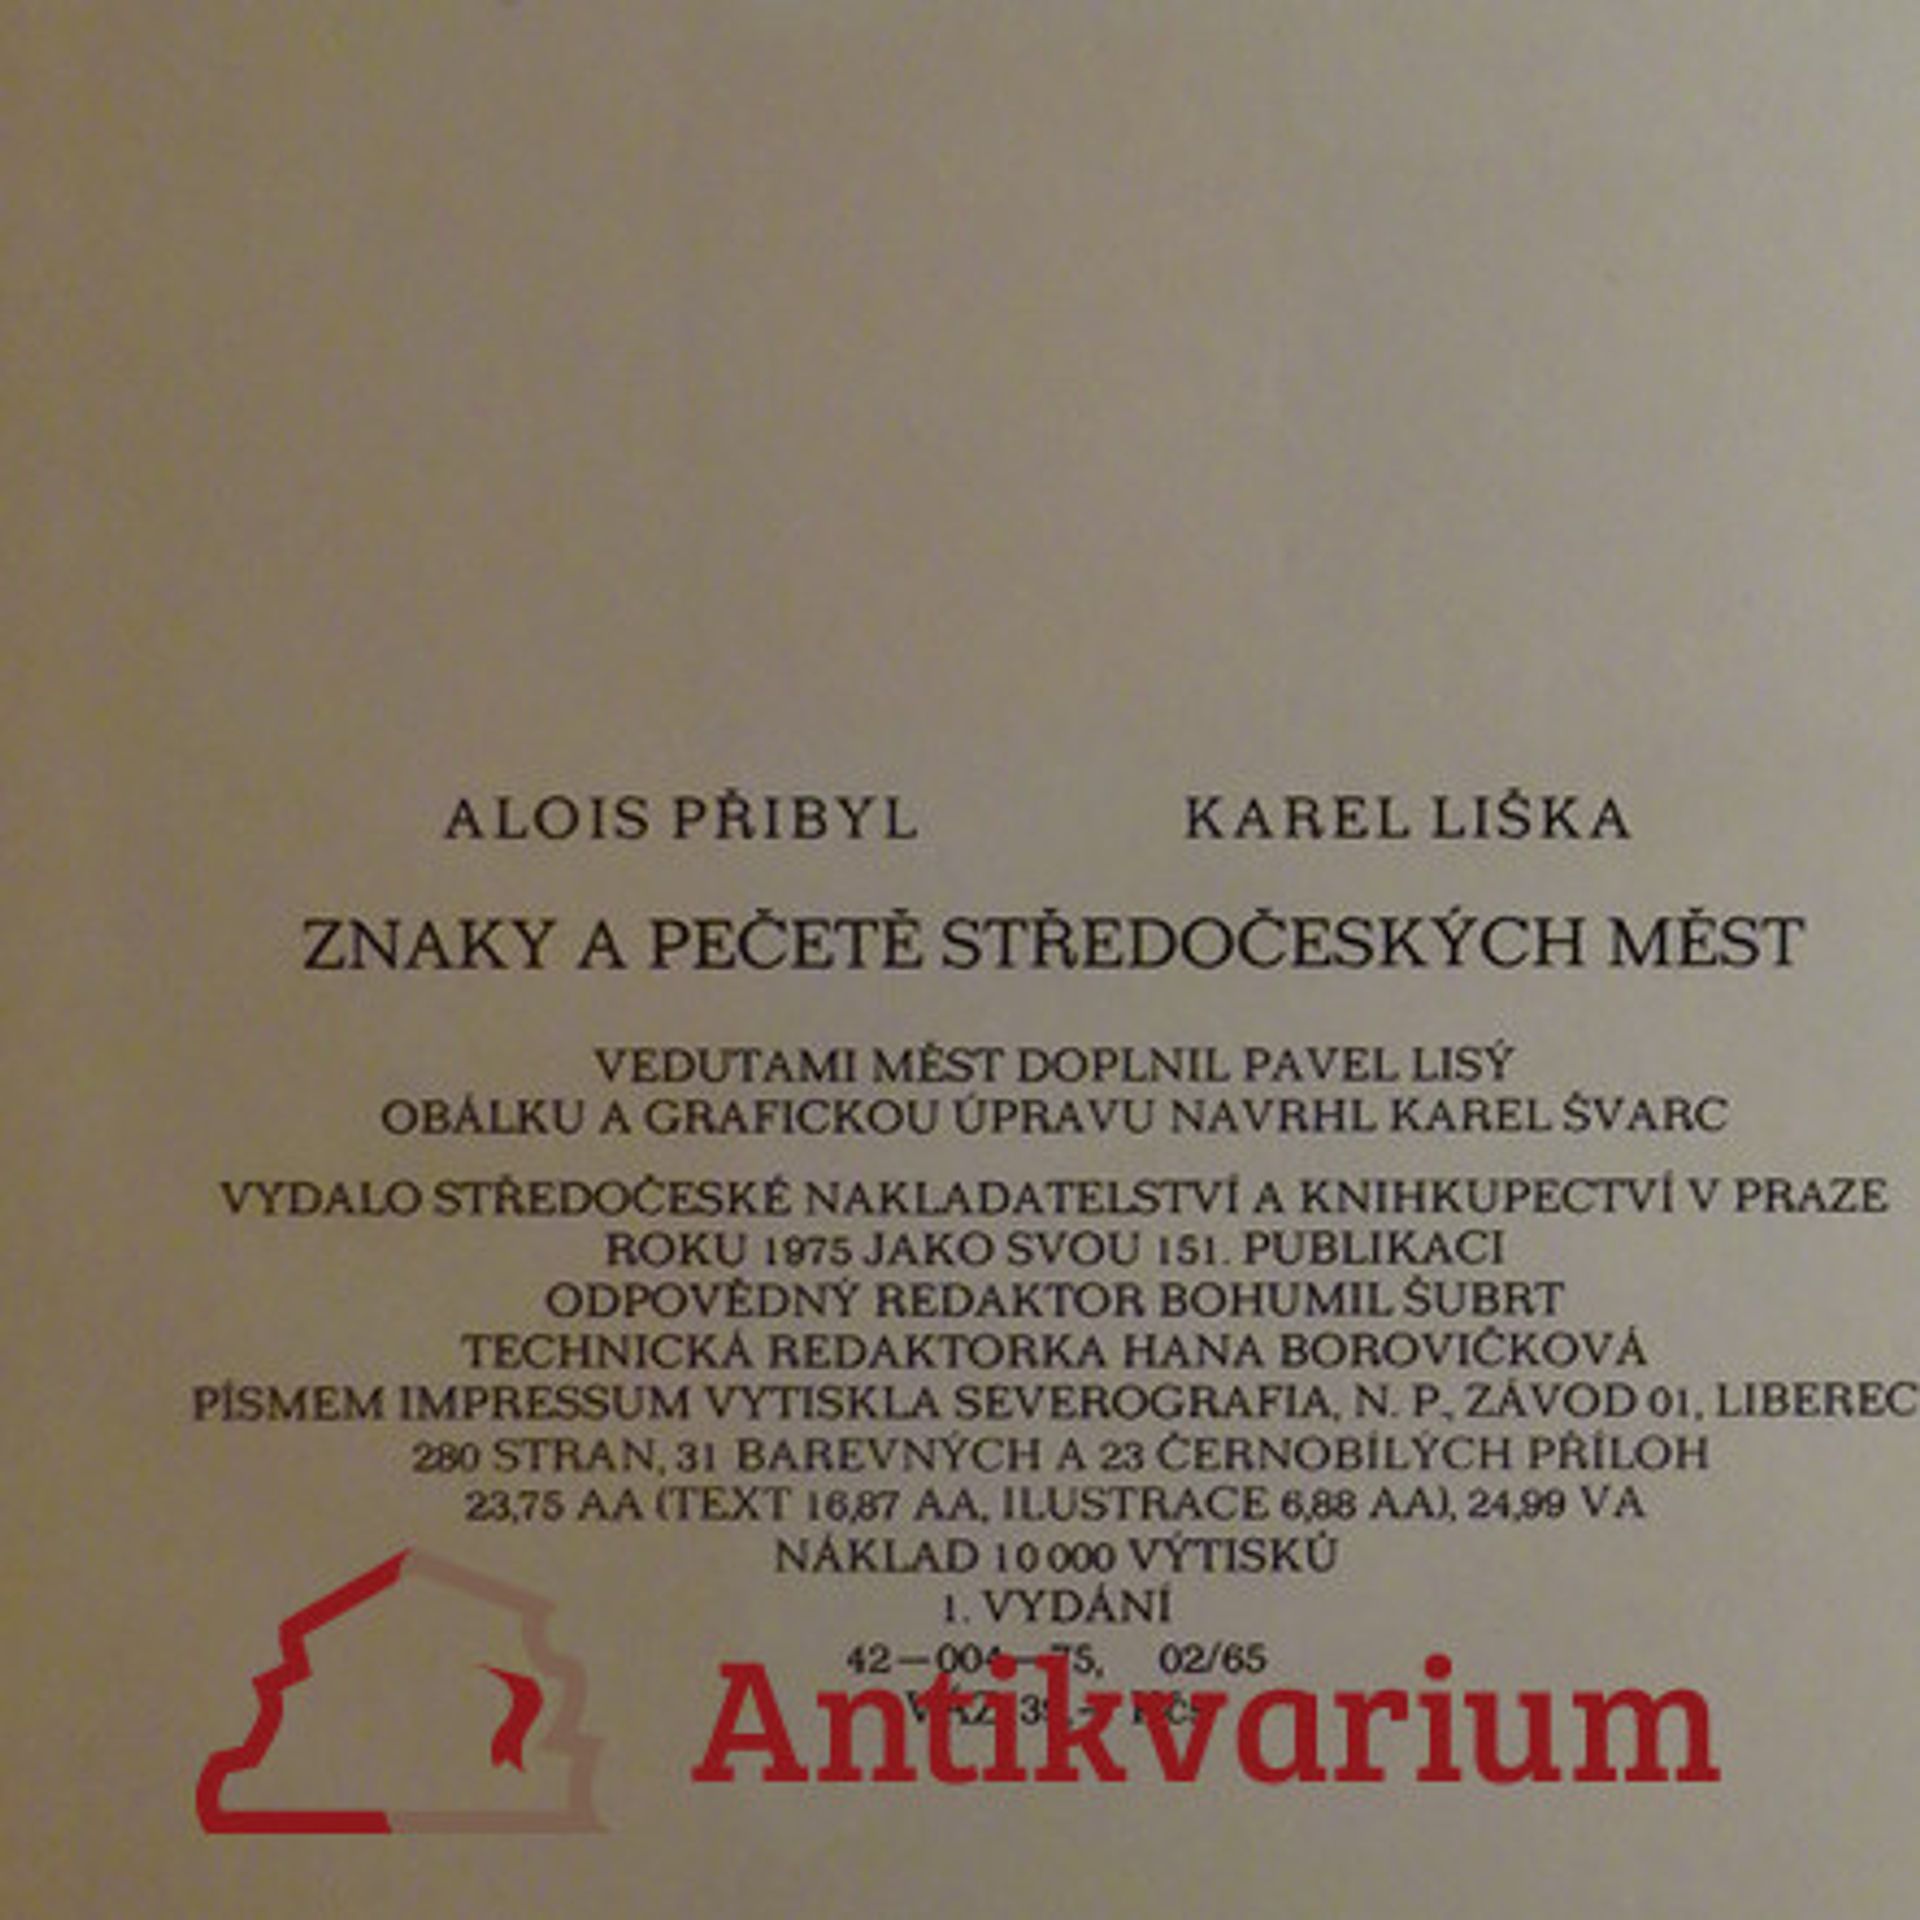 ALOIS PŘIBYL KAREL LIŠKA
ZNAKY A PEČETĚ STŘEDOČESKÝCH MĚST
VEDUTAMI MĚST DOPLNIL PAVEL LISÝ
OBÁLKU A GRAFICKOU ÚPRAVU NAVRHL KAREL ŠVARC
VYDALO STŘEDOČESKÉ NAKLADATELSTVÍ A KNIHKUPECTVÍ V PRAZE
ROKU 1975 JAKO SVOU 151. PUBLIKACI
ODPOVĚDNÝ REDAKTOR BOHUMIL ŠUBRT
TECHNICKÁ REDAKTORKA HANA BOROVIČKOVÁ
PÍSMEM IMPRESSUM VYTISKLA SEVEROGRAFIA, N. P., ZÁVOD 01, LIBEREC
280 STRAN, 31 BAREVNÝCH A 23 ČERNOBÍLÝCH PŘÍLOH
23,75 AA (TEXT 16,87 AA, ILUSTRACE 6,88 AA), 24,99 VA
NÁKLAD 10 000 VÝTISKŮ
1. VYDÁNÍ
42—004—75, 02/65
Antikvarium